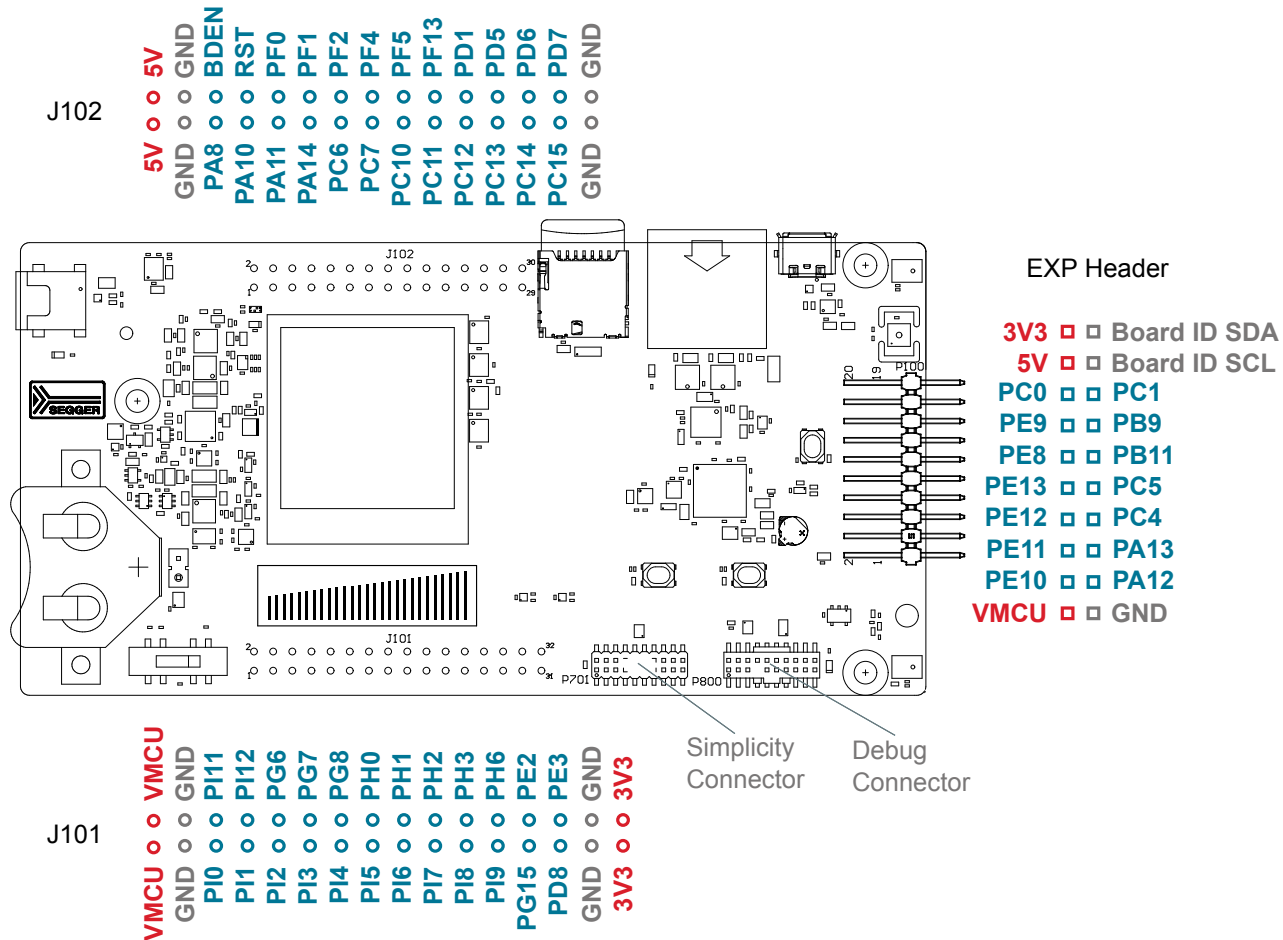 J102
5V GND BDEN RST PF0 PF1 PF2 PF4 PF5 PF13 PD1 PD5 PD6 PD7 GND
5V GND PA8 PA10 PA11 PA14 PC6 PC7 PC10 PC11 PC12 PC13 PC14 PC15 GND
J102
2
30
1
29
EXP Header
3V3 Board ID SDA
5V Board ID SCL
PC0 PC1
PE9 PB9
PE8 PB11
PE13 PC5
PE12 PC4
PE11 PA13
PE10 PA12
VMCU GND
P100
20
19
2
1
SEGGER
J101
2
32
1
31
P701
P800
Simplicity
Connector
Debug
Connector
J101
VMCU GND PI11 PI12 PG6 PG7 PG8 PH0 PH1 PH2 PH3 PH6 PE2 PE3 GND 3V3
VMCU GND PI0 PI1 PI2 PI3 PI4 PI5 PI6 PI7 PI8 PI9 PG15 PD8 GND 3V3